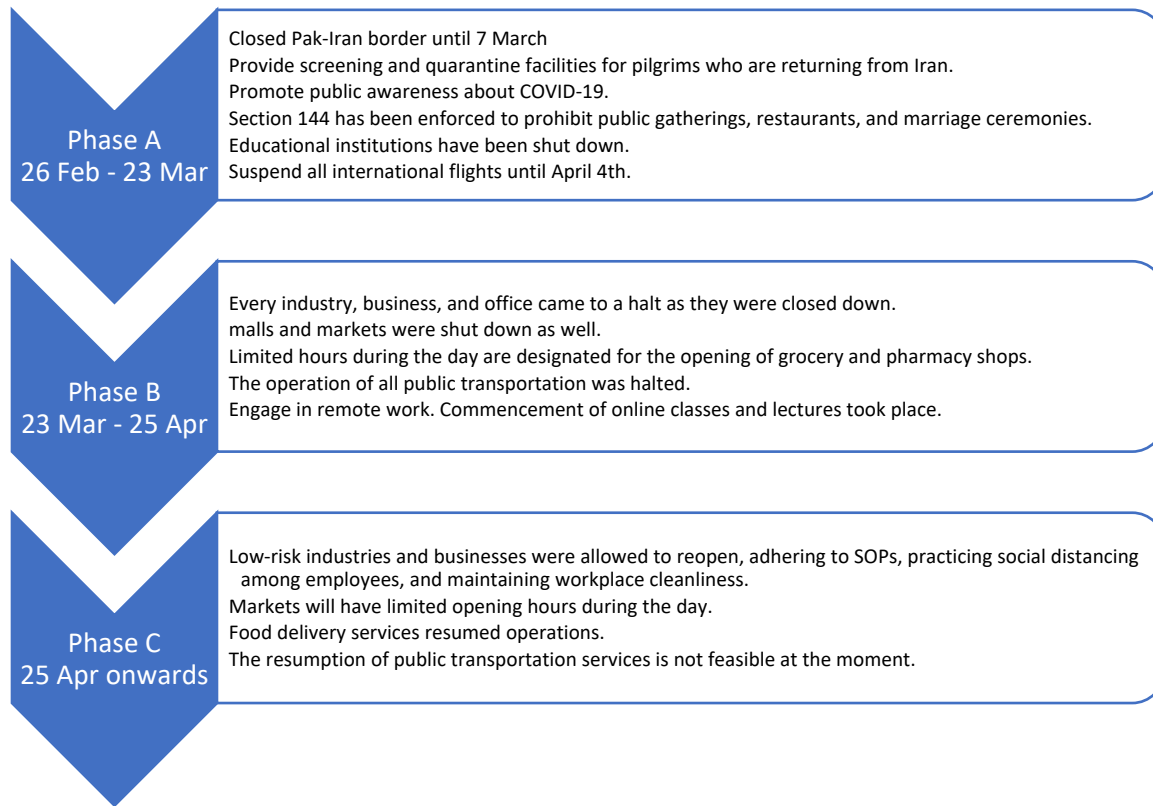 Phase A
26 Feb - 23 Mar
Closed Pak-Iran border until 7 March
Provide screening and quarantine facilities for pilgrims who are returning from Iran.
Promote public awareness about COVID-19.
Section 144 has been enforced to prohibit public gatherings, restaurants, and marriage ceremonies.
Educational institutions have been shut down.
Suspend all international flights until April 4th.
Phase B
23 Mar - 25 Apr
Every industry, business, and office came to a halt as they were closed down.
malls and markets were shut down as well.
Limited hours during the day are designated for the opening of grocery and pharmacy shops.
The operation of all public transportation was halted.
Engage in remote work. Commencement of online classes and lectures took place.
Phase C
25 Apr onwards
Low-risk industries and businesses were allowed to reopen, adhering to SOPs, practicing social distancing
among employees, and maintaining workplace cleanliness.
Markets will have limited opening hours during the day.
Food delivery services resumed operations.
The resumption of public transportation services is not feasible at the moment.